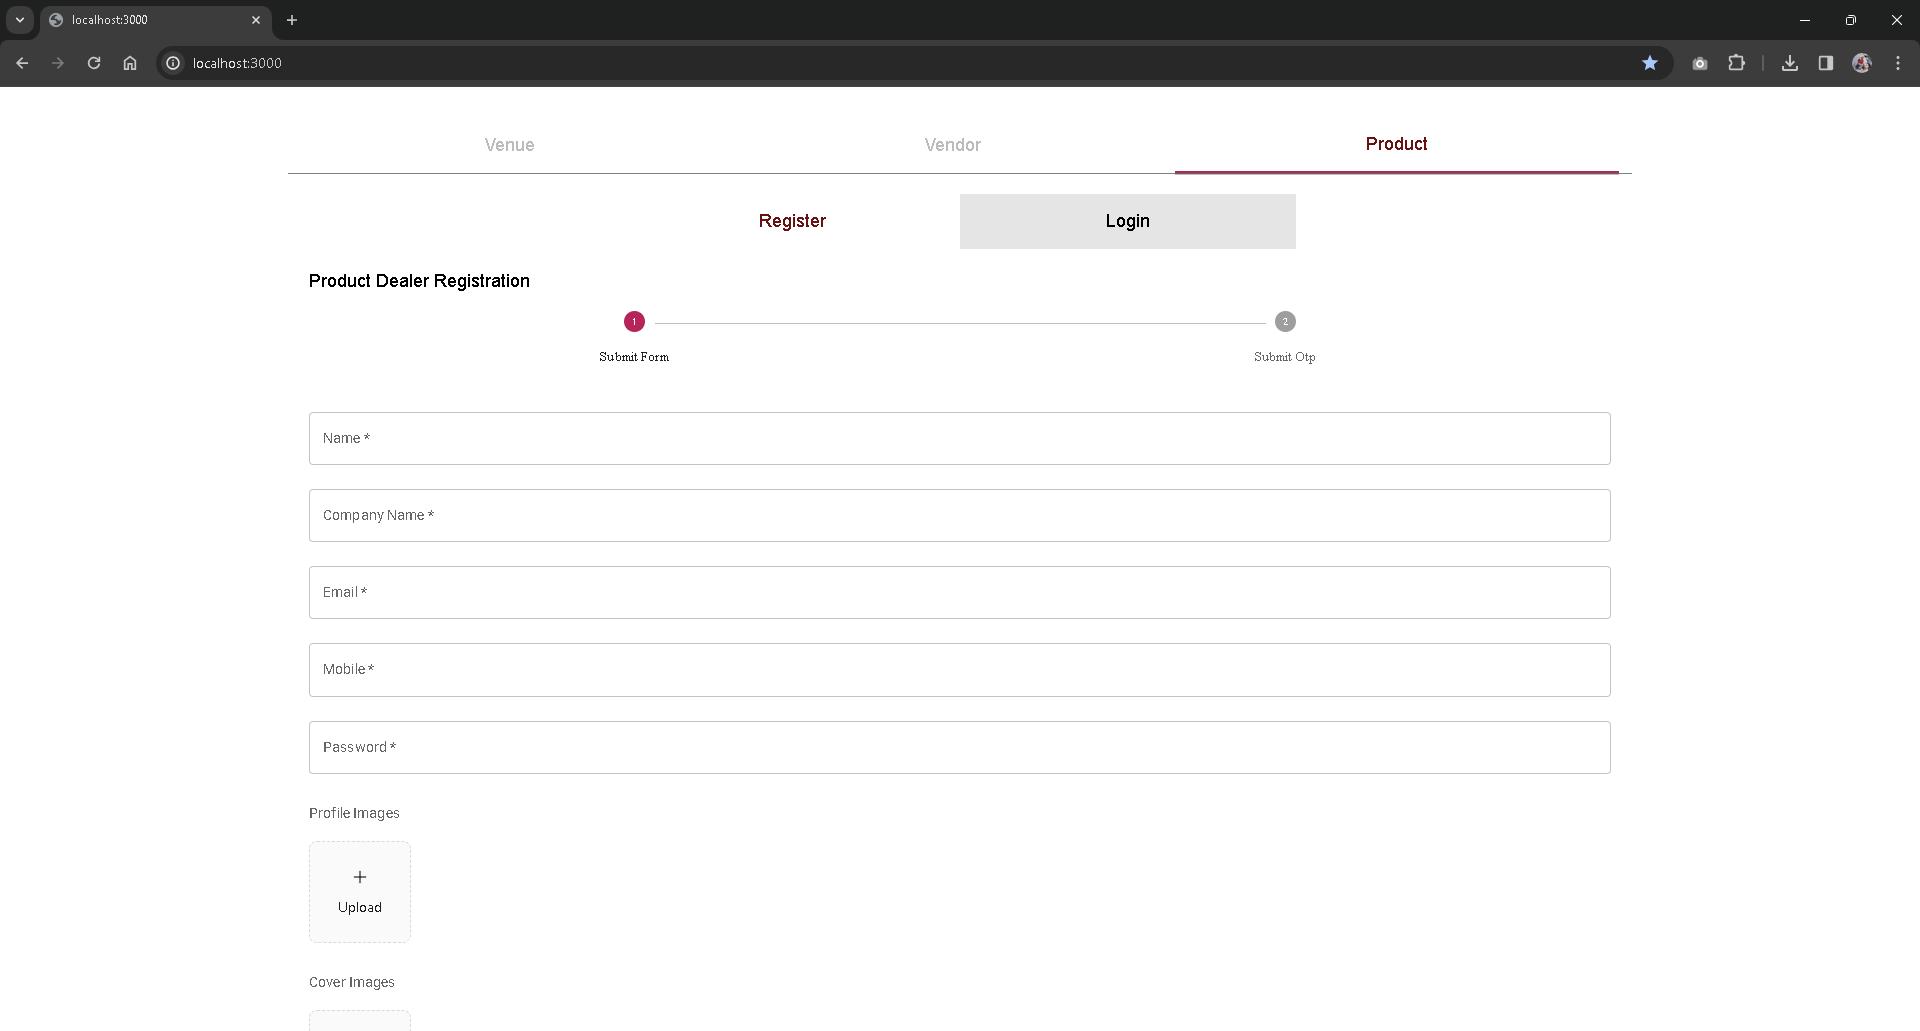 localhost:3000
localhost:3000
Venue Vendor Product
Register Login
Product Dealer Registration
1 2
Submit Form Submit Otp
Name *
Company Name *
Email *
Mobile *
Password *
Profile Images
+
Upload
Cover Images